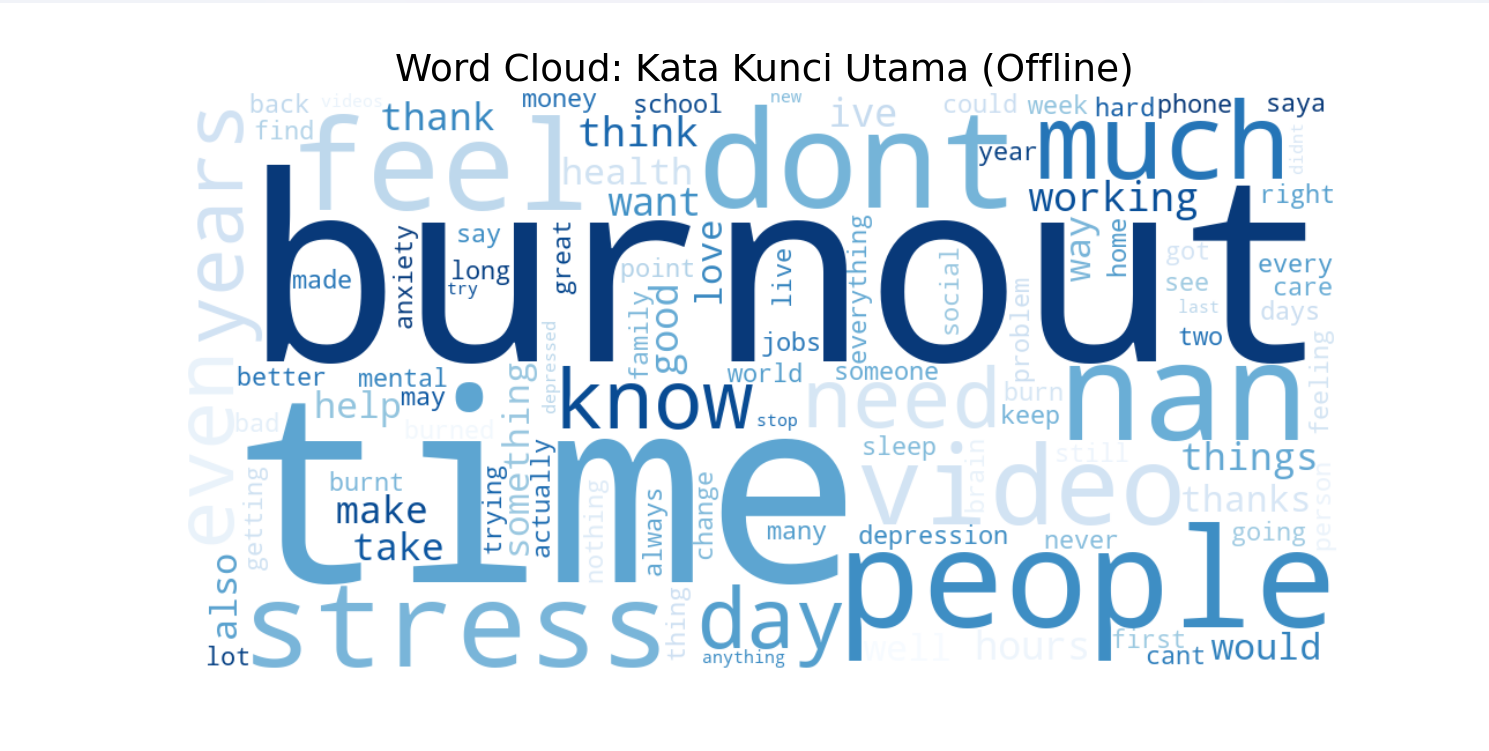 Word Cloud: Kata Kunci Utama (Offline)
back videos thank money school new ive could week hard phone saya
find feel think dont year much didnt
years health want working right
burnout
made anxiety say long try great point love live everything social way home got see every care
family good jobs problem last days two
even better mental may depressed world someone feeling
time help something know stop need burn keep nan
bad burned sleep video brain still things
getting burnt make take trying actually nothing always change many thanks person
depression never going
also stress thing day people
lot anything well hours first cant would